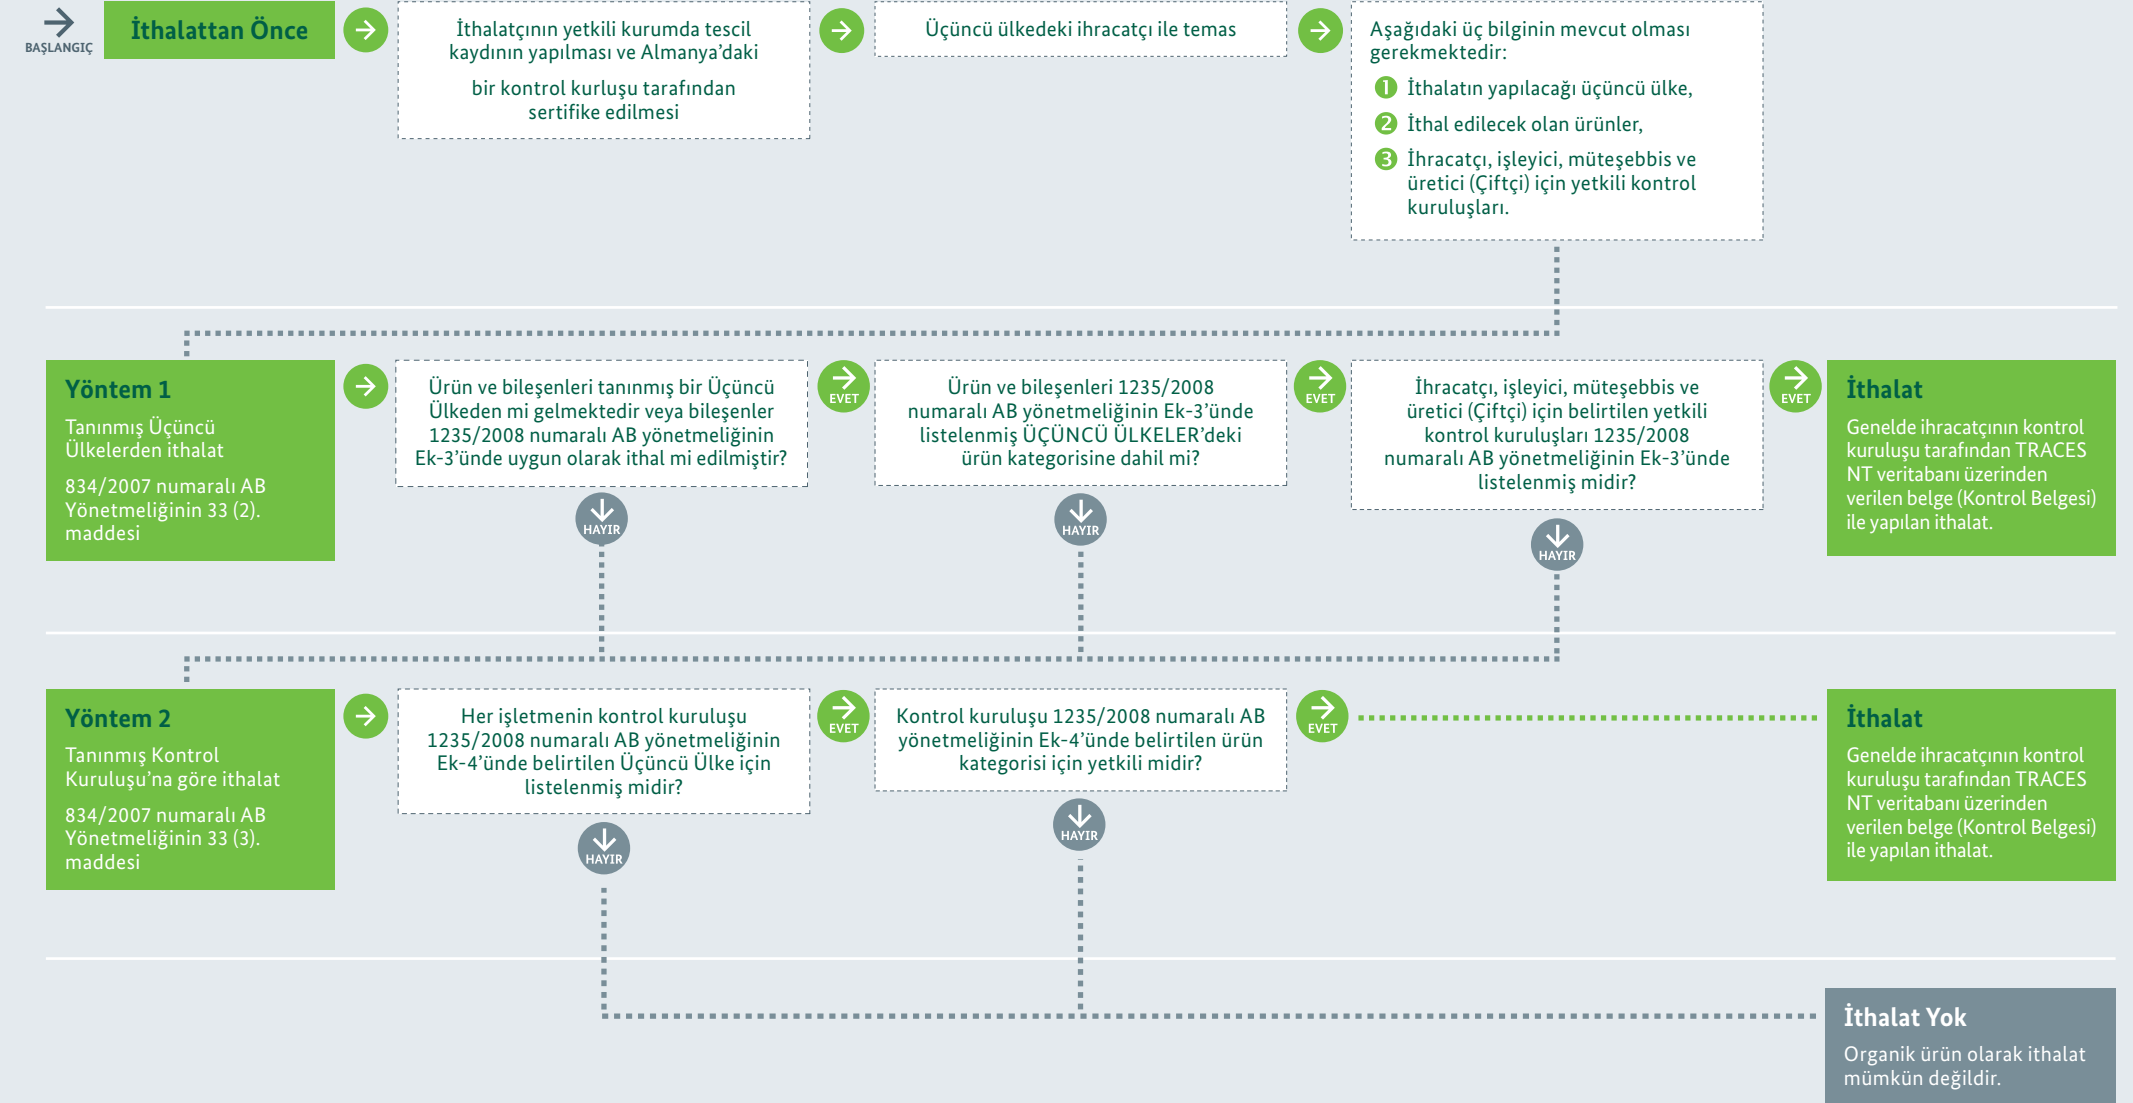 BAŞLANGIÇ
İthalattan Önce
İthalatçının yetkili kurumda tescil
kaydının yapılması ve Almanya’daki
bir kontrol kurluşu tarafından
sertifike edilmesi
Üçüncü ülkedeki ihracatçı ile temas
Aşağıdaki üç bilginin mevcut olması
gerekmektedir:
1 İthalatın yapılacağı üçüncü ülke,
2 İthal edilecek olan ürünler,
3 İhracatçı, işleyici, müteşebbis ve
üretici (Çiftçi) için yetkili kontrol
kuruluşları.
Yöntem 1
Tanınmış Üçüncü
Ülkelerden ithalat
834/2007 numaralı AB
Yönetmeliğinin 33 (2).
maddesi
Ürün ve bileşenleri tanınmış bir Üçüncü
Ülkeden mi gelmektedir veya bileşenler
1235/2008 numaralı AB yönetmeliğinin
Ek-3’ünde uygun olarak ithal mi edilmiştir?
HAYIR
EVET
Ürün ve bileşenleri 1235/2008
numaralı AB yönetmeliğinin Ek-3’ünde
listelenmiş ÜÇÜNCÜ ÜLKELER’deki
ürün kategorisine dahil mi?
HAYIR
EVET
İhracatçı, işleyici, müteşebbis ve
üretici (Çiftçi) için belirtilen yetkili
kontrol kuruluşları 1235/2008
numaralı AB yönetmeliğinin Ek-3’ünde
listelenmiş midir?
HAYIR
EVET
İthalat
Genelde ihracatçının kontrol
kuruluşu tarafından TRACES
NT veritabanı üzerinden
verilen belge (Kontrol Belgesi)
ile yapılan ithalat.
Yöntem 2
Tanınmış Kontrol
Kuruluşu’na göre ithalat
834/2007 numaralı AB
Yönetmeliğinin 33 (3).
maddesi
Her işletmenin kontrol kuruluşu
1235/2008 numaralı AB yönetmeliğinin
Ek-4’ünde belirtilen Üçüncü Ülke için
listelenmiş midir?
HAYIR
EVET
Kontrol kuruluşu 1235/2008 numaralı AB
yönetmeliğinin Ek-4’ünde belirtilen ürün
kategorisi için yetkili midir?
HAYIR
EVET
İthalat
Genelde ihracatçının kontrol
kuruluşu tarafından TRACES
NT veritabanı üzerinden
verilen belge (Kontrol Belgesi)
ile yapılan ithalat.
İthalat Yok
Organik ürün olarak ithalat
mümkün değildir.